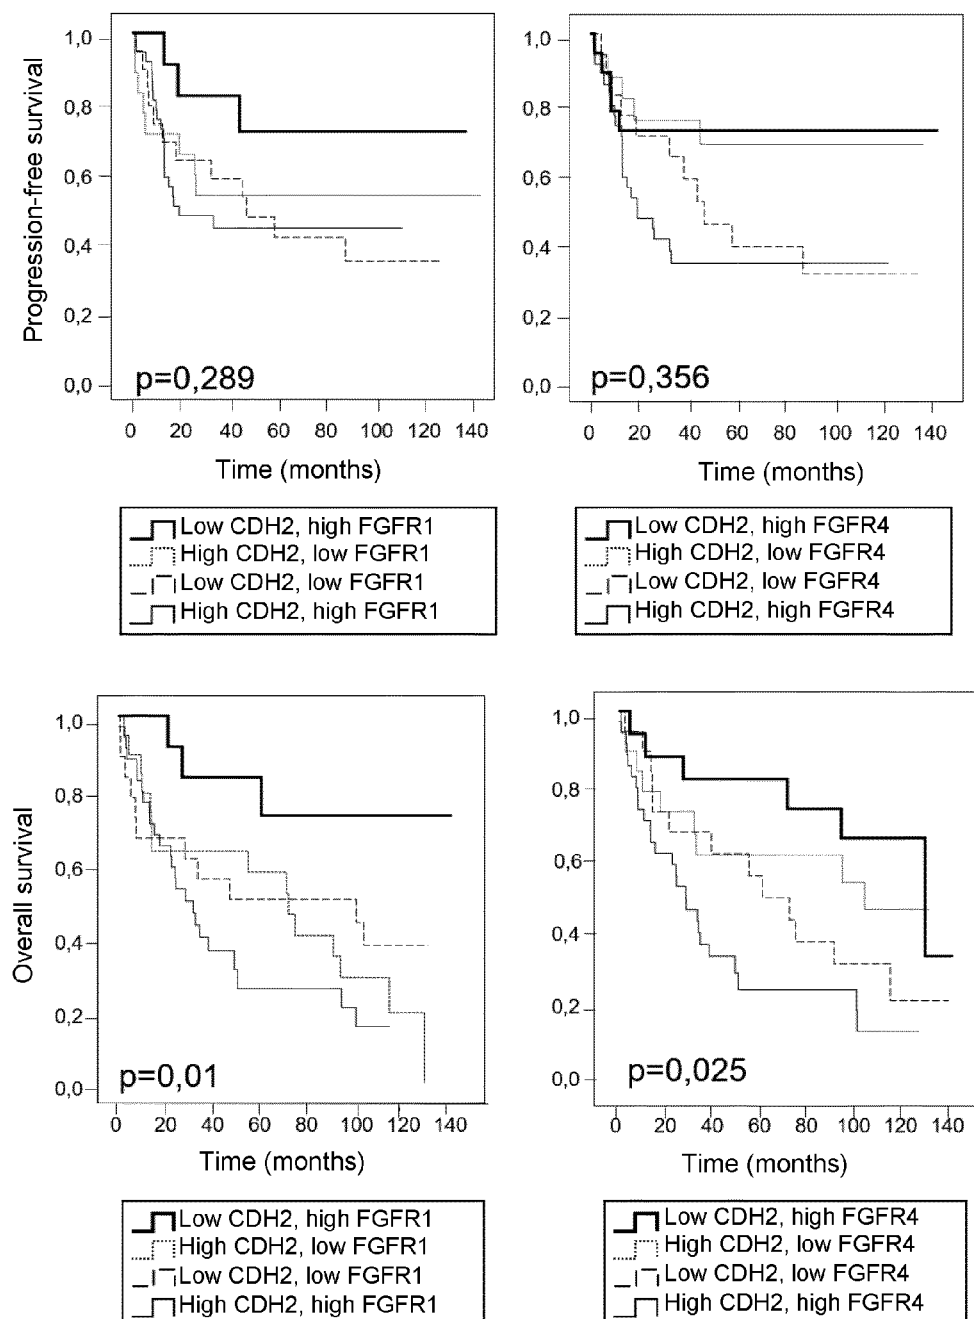 Progression-free survival
1,0
0,8
0,6
0,4
0,2
0,0
p=0,289
0 20 40 60 80 100 120 140
Time (months)
Low CDH2, high FGFR1
High CDH2, low FGFR1
Low CDH2, low FGFR1
High CDH2, high FGFR1
1,0
0,8
0,6
0,4
0,2
0,0
p=0,356
0 20 40 60 80 100 120 140
Time (months)
Low CDH2, high FGFR4
High CDH2, low FGFR4
Low CDH2, low FGFR4
High CDH2, high FGFR4
Overall survival
1,0
0,8
0,6
0,4
0,2
0,0
p=0,01
0 20 40 60 80 100 120 140
Time (months)
Low CDH2, high FGFR1
High CDH2, low FGFR1
Low CDH2, low FGFR1
High CDH2, high FGFR1
1,0
0,8
0,6
0,4
0,2
0,0
p=0,025
0 20 40 60 80 100 120 140
Time (months)
Low CDH2, high FGFR4
High CDH2, low FGFR4
Low CDH2, low FGFR4
High CDH2, high FGFR4